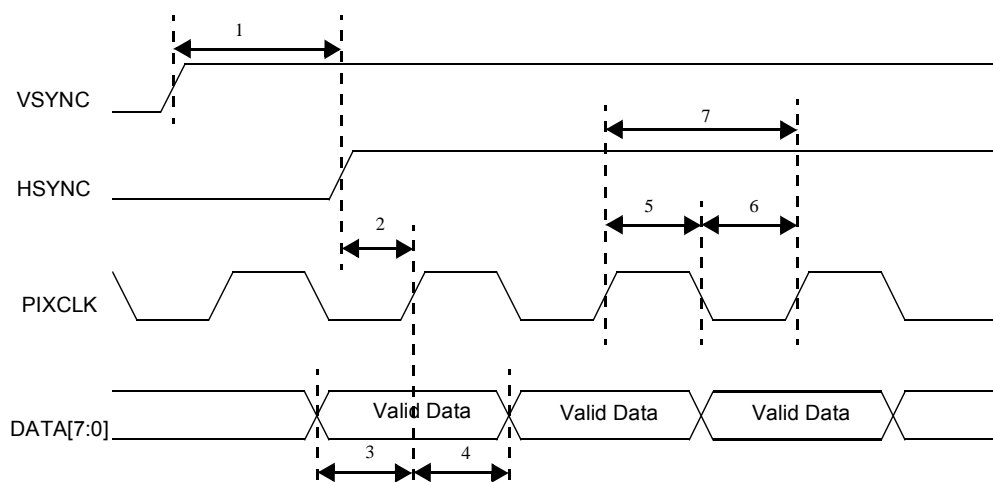 1
VSYNC
7
HSYNC
5
6
2
PIXCLK
Valid Data
Valid Data
Valid Data
DATA[7:0]
3
4